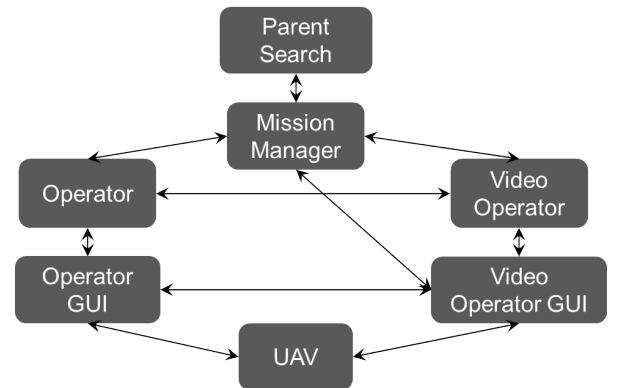 Parent
Search
Mission
Manager
Operator
Video
Operator
Operator
GUI
Video
Operator GUI
UAV